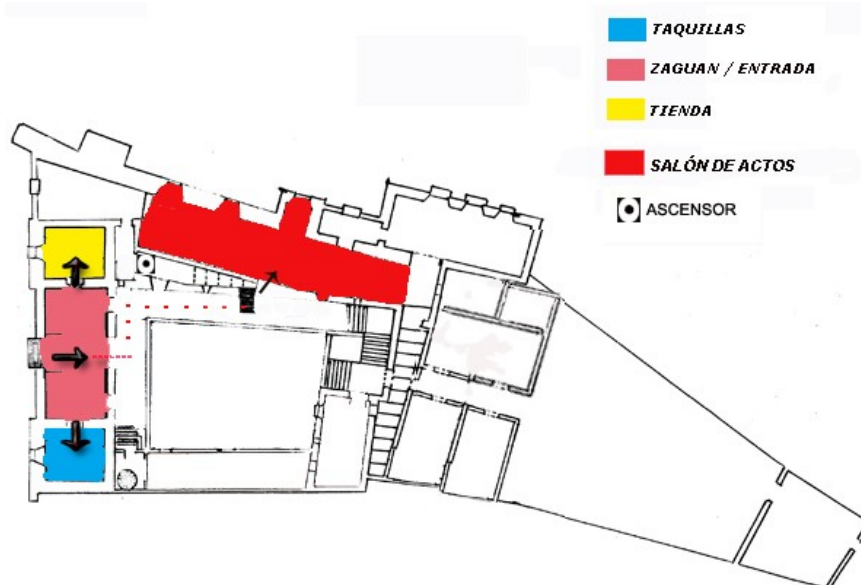 TAQUILLAS
ZAGUAN / ENTRADA
TIENDA
SALÓN DE ACTOS
ASCENSOR